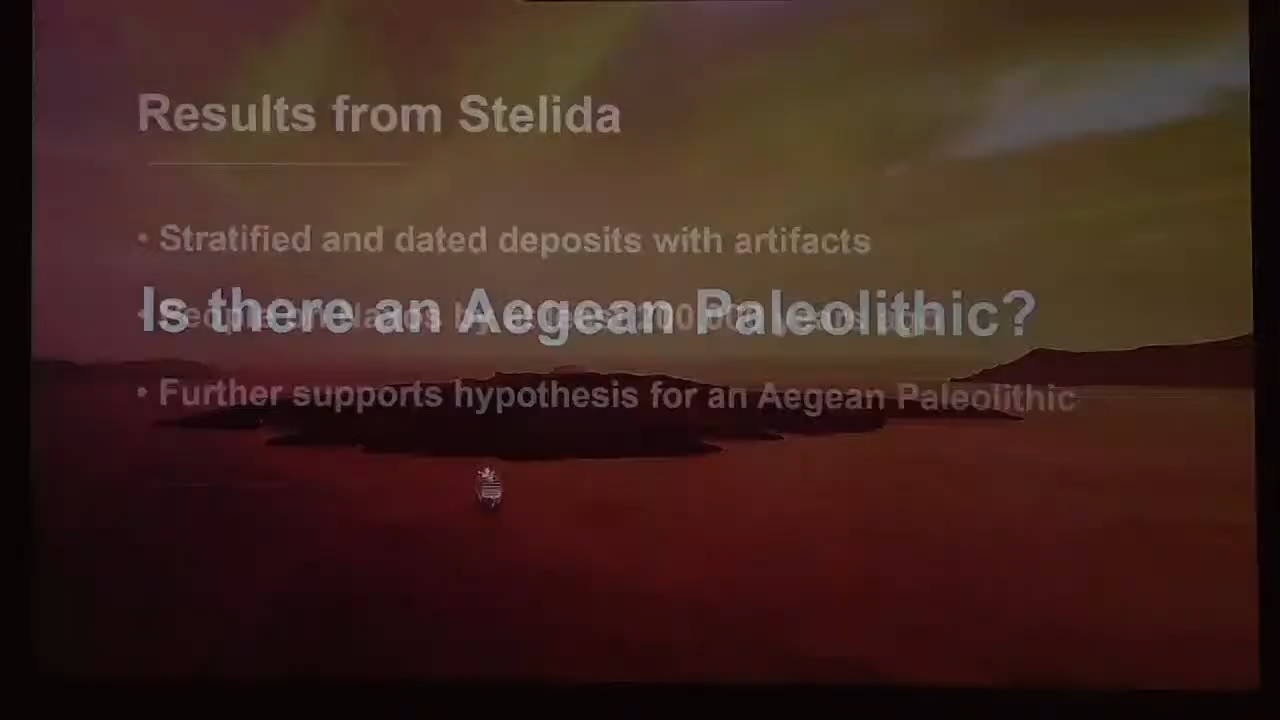 Results from Stelida
• Stratified and dated deposits with artifacts
Is there an Aegean Paleolithic?
• Further supports hypothesis for an Aegean Paleolithic